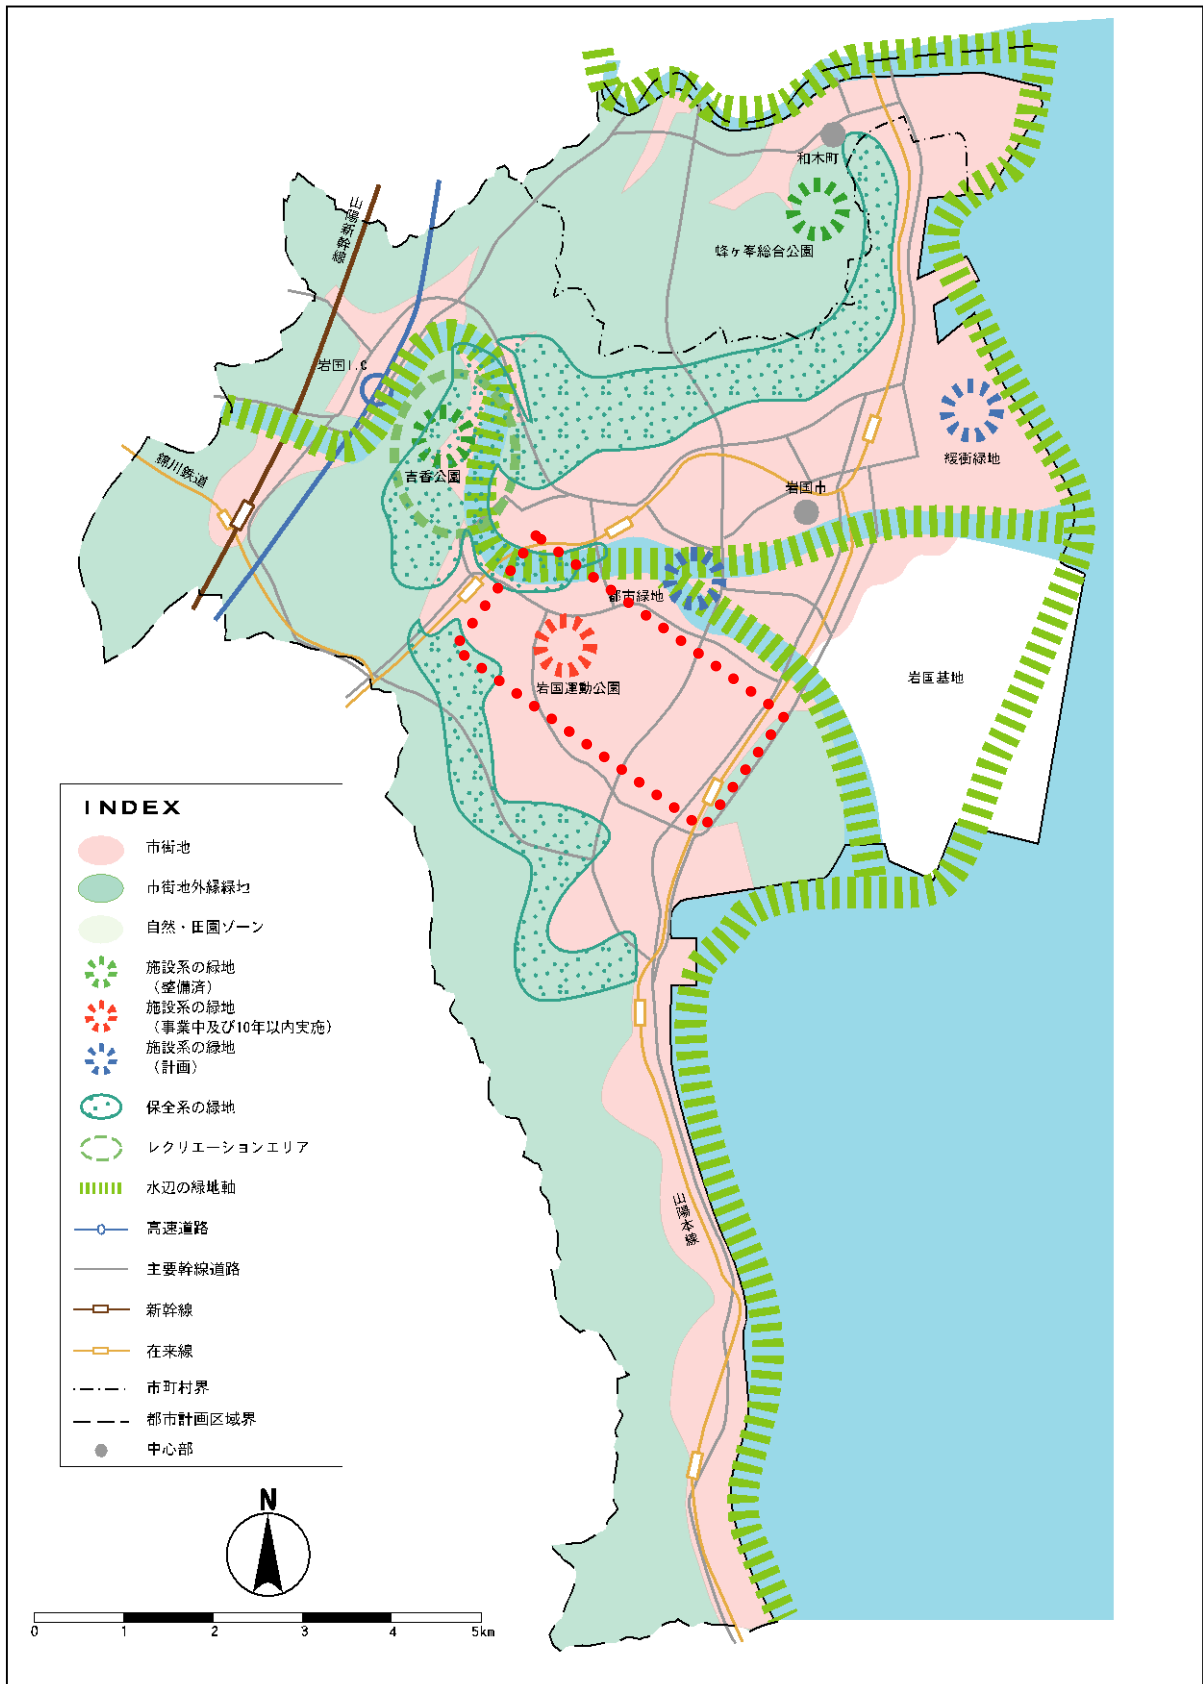 和木町
山陽新幹線
蜂ヶ峯総合公園
岩国I.C
吉香公園
緩衝緑地
錦川鉄道
岩国市
都市緑地
岩国基地
岩国運動公園
INDEX
市街地
市街地外縁緑地
自然・田園ゾーン
施設系の緑地
（整備済）
施設系の緑地
（事業中及び10年以内実施）
施設系の緑地
（計画）
保全系の緑地
レクリエーションエリア
水辺の緑地軸
山陽本線
高速道路
主要幹線道路
新幹線
在来線
市町村界
都市計画区域界
中心部
N
0 1 2 3 4 5km